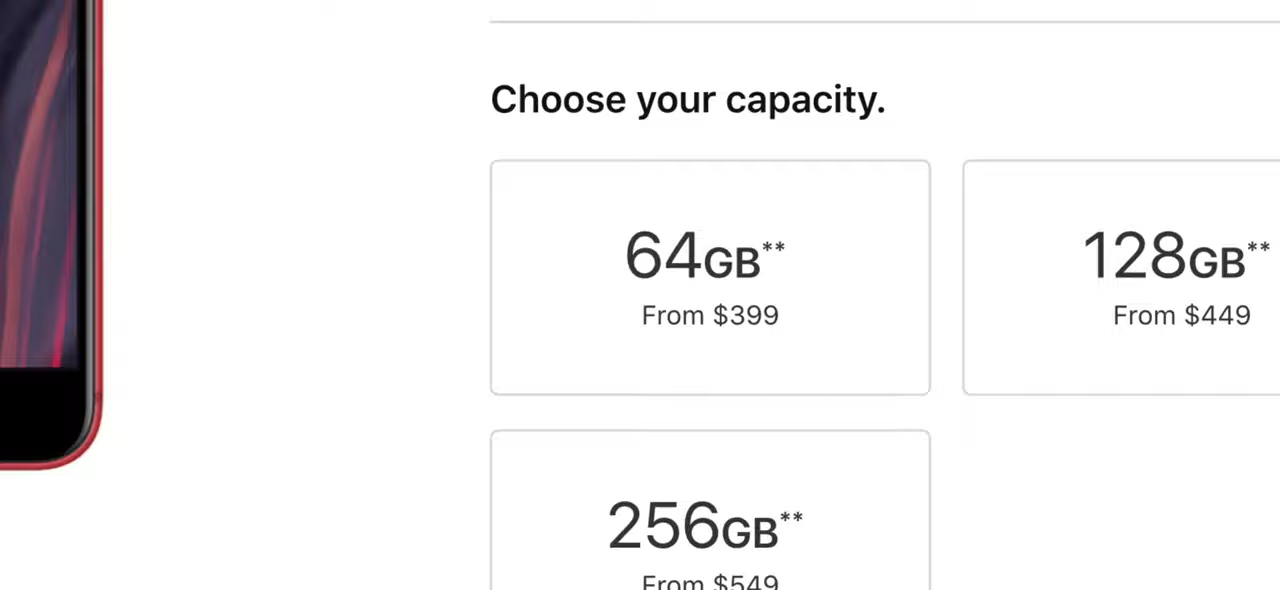 Choose your capacity.
64GB**
From $399
128GB**
From $449
256GB**
From $549